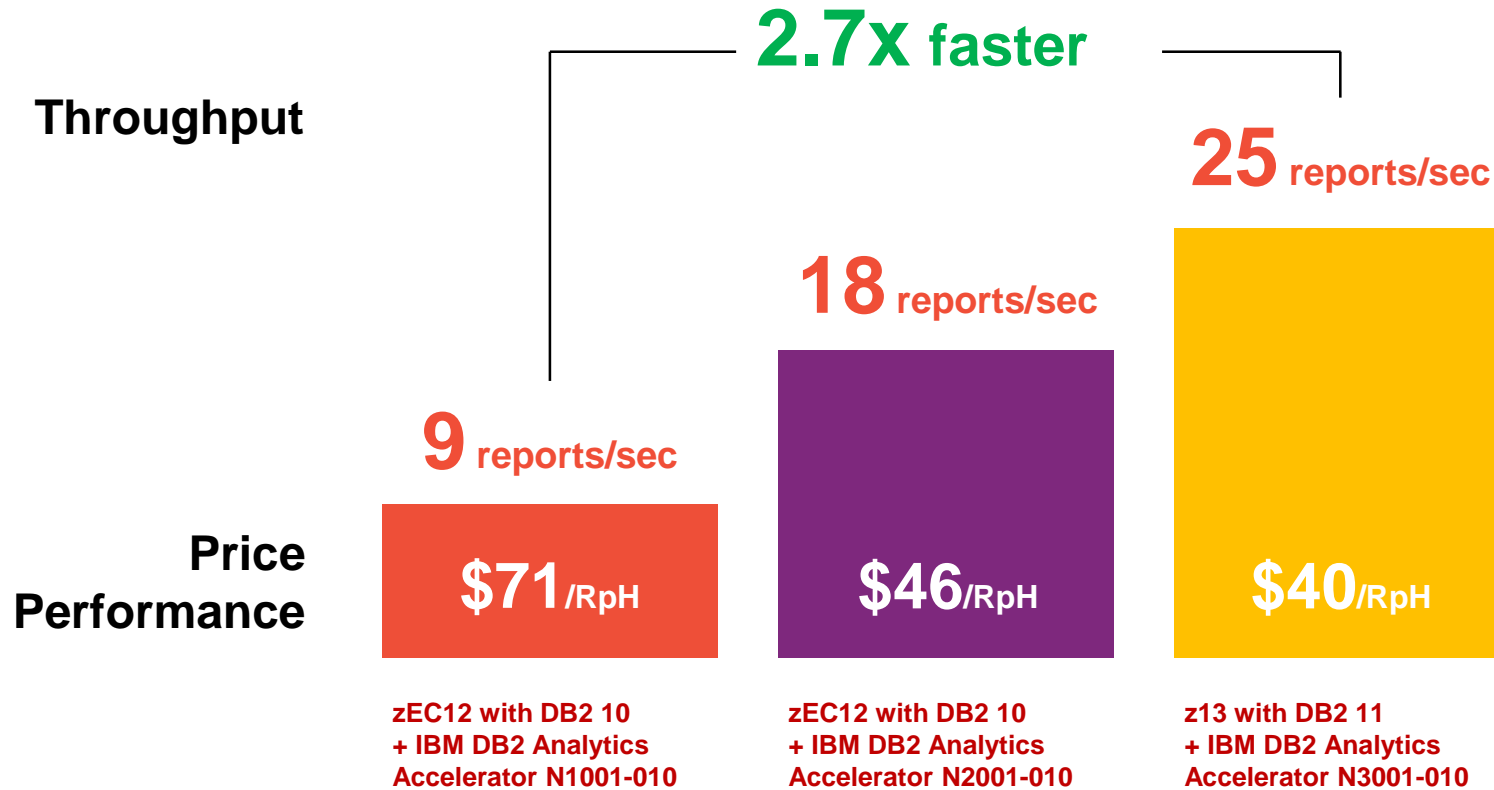 2.7x faster
Throughput
25 reports/sec
18 reports/sec
9 reports/sec
Price
Performance
$71/RpH
$46/RpH
$40/RpH
zEC12 with DB2 10
+ IBM DB2 Analytics
Accelerator N1001-010
zEC12 with DB2 10
+ IBM DB2 Analytics
Accelerator N2001-010
z13 with DB2 11
+ IBM DB2 Analytics
Accelerator N3001-010